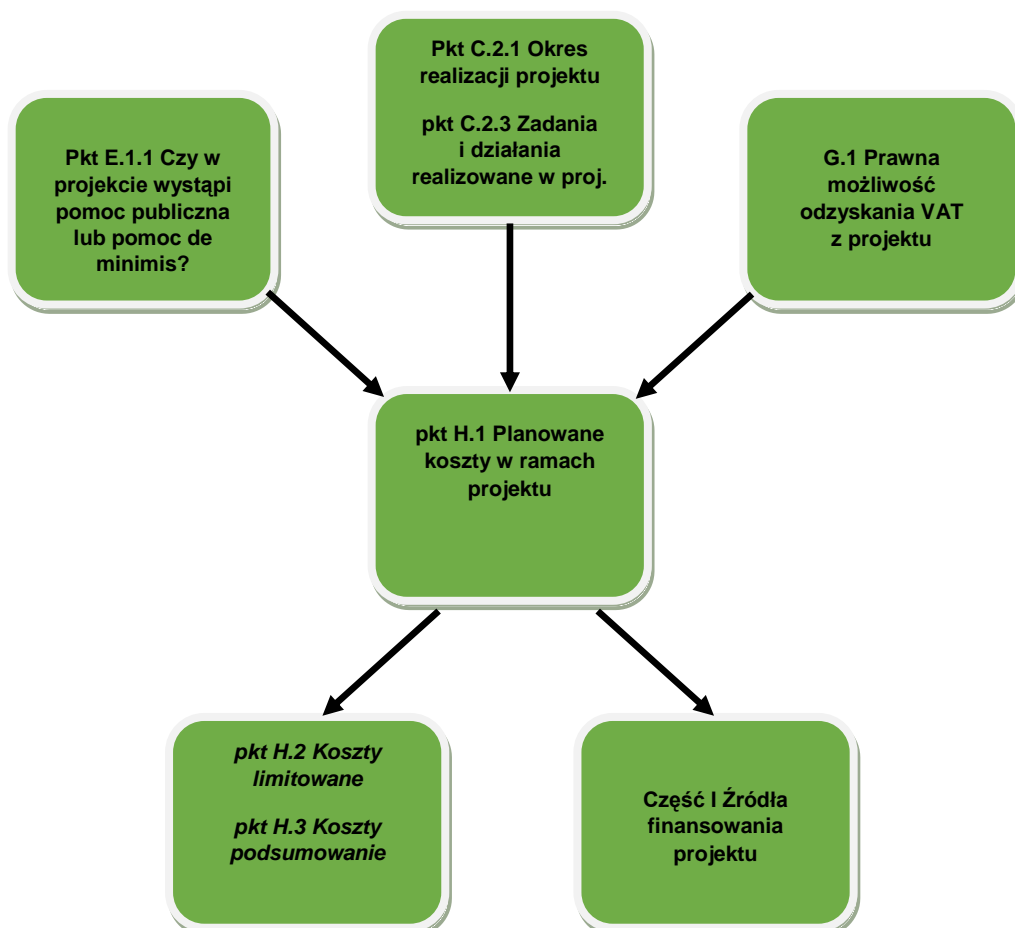 Pkt C.2.1 Okres
realizacji projektu
pkt C.2.3 Zadania
i działania
realizowane w proj.
Pkt E.1.1 Czy w
projekcie wystąpi
pomoc publiczna
lub pomoc de
minimis?
G.1 Prawna
możliwość
odzyskania VAT
z projektu
pkt H.1 Planowane
koszty w ramach
projektu
pkt H.2 Koszty
limitowane
pkt H.3 Koszty
podsumowanie
Część I Źródła
finansowania
projektu